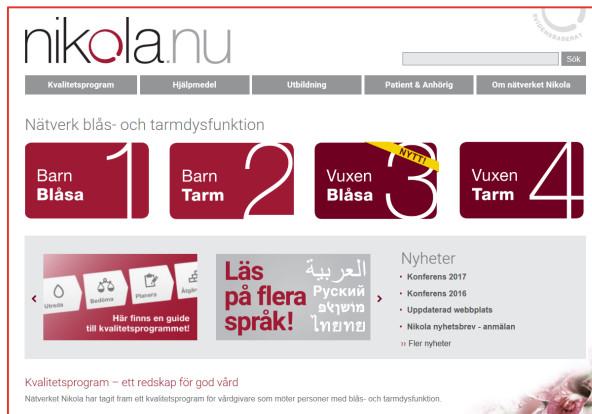 nikola.nu
EVIDENSBASERAT
Sök
Kvalitetsprogram
Hjälpmedel
Utbildning
Patient & Anhörig
Om nätverket Nikola
Nätverk blås- och tarmdysfunktion
Barn
Blåsa
1
Barn
Tarm
2
Vuxen
Blåsa
3
NYTT!
Vuxen
Tarm
4
Utreda
Bedöma
Planera
Här finns en guide
till kvalitetsprogrammet!
Läs
på flera
språk!
العربية
Русский
ไทยทย
Nyheter
Konferens 2017
Konferens 2016
Uppdaterad webbplats
Nikola nyhetsbrev - anmälan
›› Fler nyheter
Kvalitetsprogram – ett redskap för god vård
Nätverket Nikola har tagit fram ett kvalitetsprogram för vårdgivare som möter personer med blås- och tarmdysfunktion.